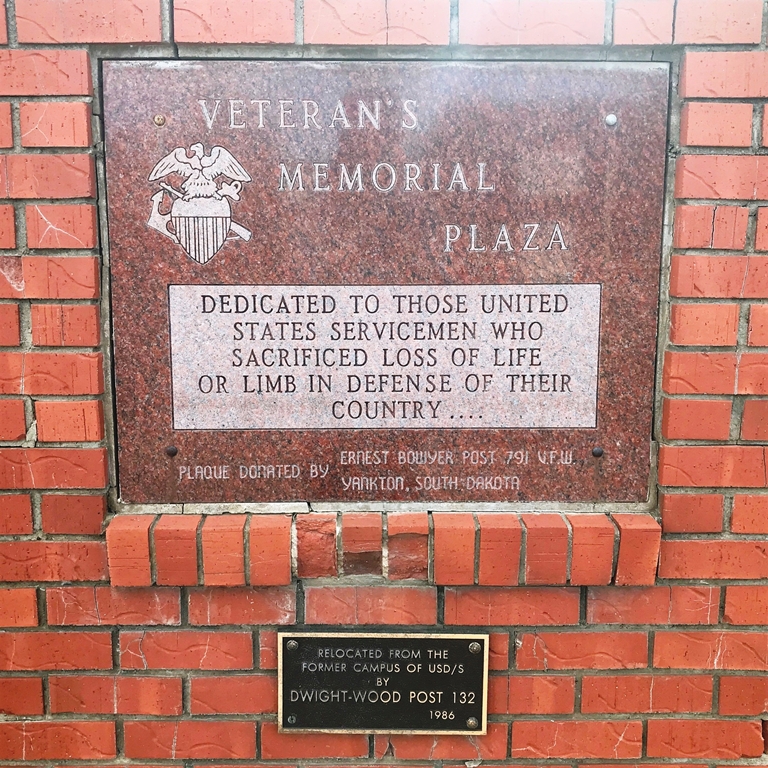 VETERAN'S
MEMORIAL
PLAZA
DEDICATED TO THOSE UNITED
STATES SERVICEMEN WHO
SACRIFICED LOSS OF LIFE
OR LIMB IN DEFENSE OF THEIR
COUNTRY....
PLAQUE DONATED BY
ERNEST BOWYER POST 791 V.F.W.
YANKTON, SOUTH DAKOTA
RELOCATED FROM THE
FORMER CAMPUS OF USD/S
BY
DWIGHT-WOOD POST 132
1986